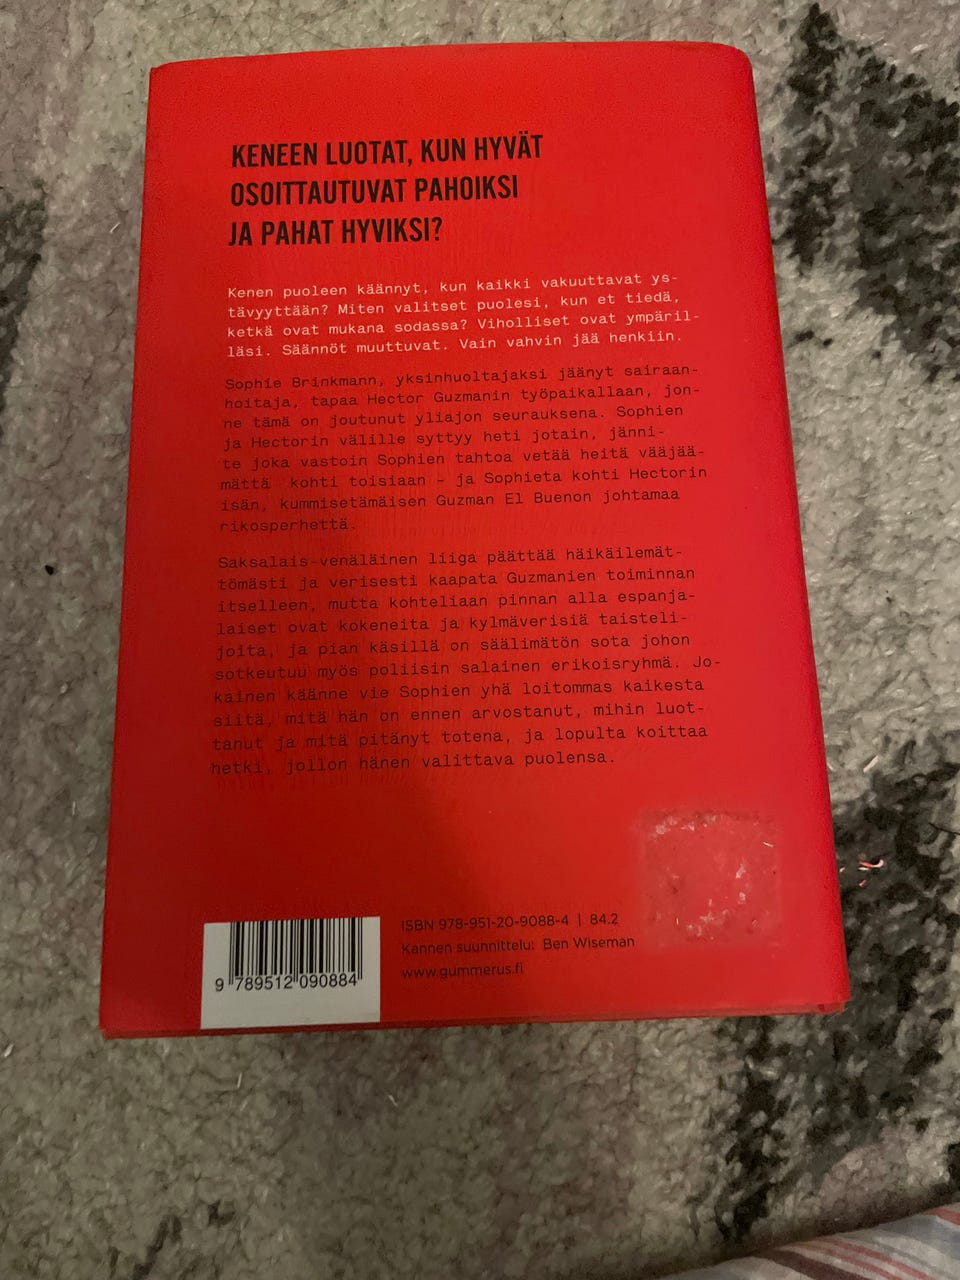 KENEEN LUOTAT, KUN HYVÄT
OSOITTAUTUVAT PAHOIKSI
JA PAHAT HYVIKSI?
Kenen puoleen käännyt, kun kaikki vakuuttavat ys-
tävyyttään? Miten valitset puolesi, kun et tiedä,
ketkä ovat mukana sodassa? Viholliset ovat ympäril-
läsi. Säännöt muuttuvat. Vain vahvin jää henkiin.
Sophie Brinkmann, yksinhuoltajaksi jäänyt sairaan-
hoitaja, tapaa Hector Guzmanin työpaikallaan, jon-
ne tämä on joutunut yliajon seurauksena. Sophien
ja Hectorin välille syttyy heti jotain, jänni-
te joka vastoin Sophien tahtoa vetää heitä vääjää-
mättä kohti toisiaan – ja Sophieta kohti Hectorin
isän, kummisetämäisen Guzman El Buenon johtamaa
rikosperhettä.
Saksalais-venäläinen liiga päättää häikäilemät-
tömästi ja verisesti kaapata Guzmanien toiminnan
itselleen, mutta kohteliaan pinnan alla espanja-
laiset ovat kokeneita ja kylmäverisiä taisteli-
joita, ja pian käsillä on säälimätön sota johon
sotkeutuu myös poliisin salainen erikoisryhmä. Jo-
kainen käänne vie Sophien yhä loitommas kaikesta
siitä, mitä hän on ennen arvostanut, mihin luot-
tanut ja mitä pitänyt totena, ja lopulta koittaa
hetki, jollon hänen valittava puolensa.
ISBN 978-951-20-9088-4 | 84.2
Kannen suunnittelu: Ben Wiseman
www.gummerus.fi
9 789512 090884